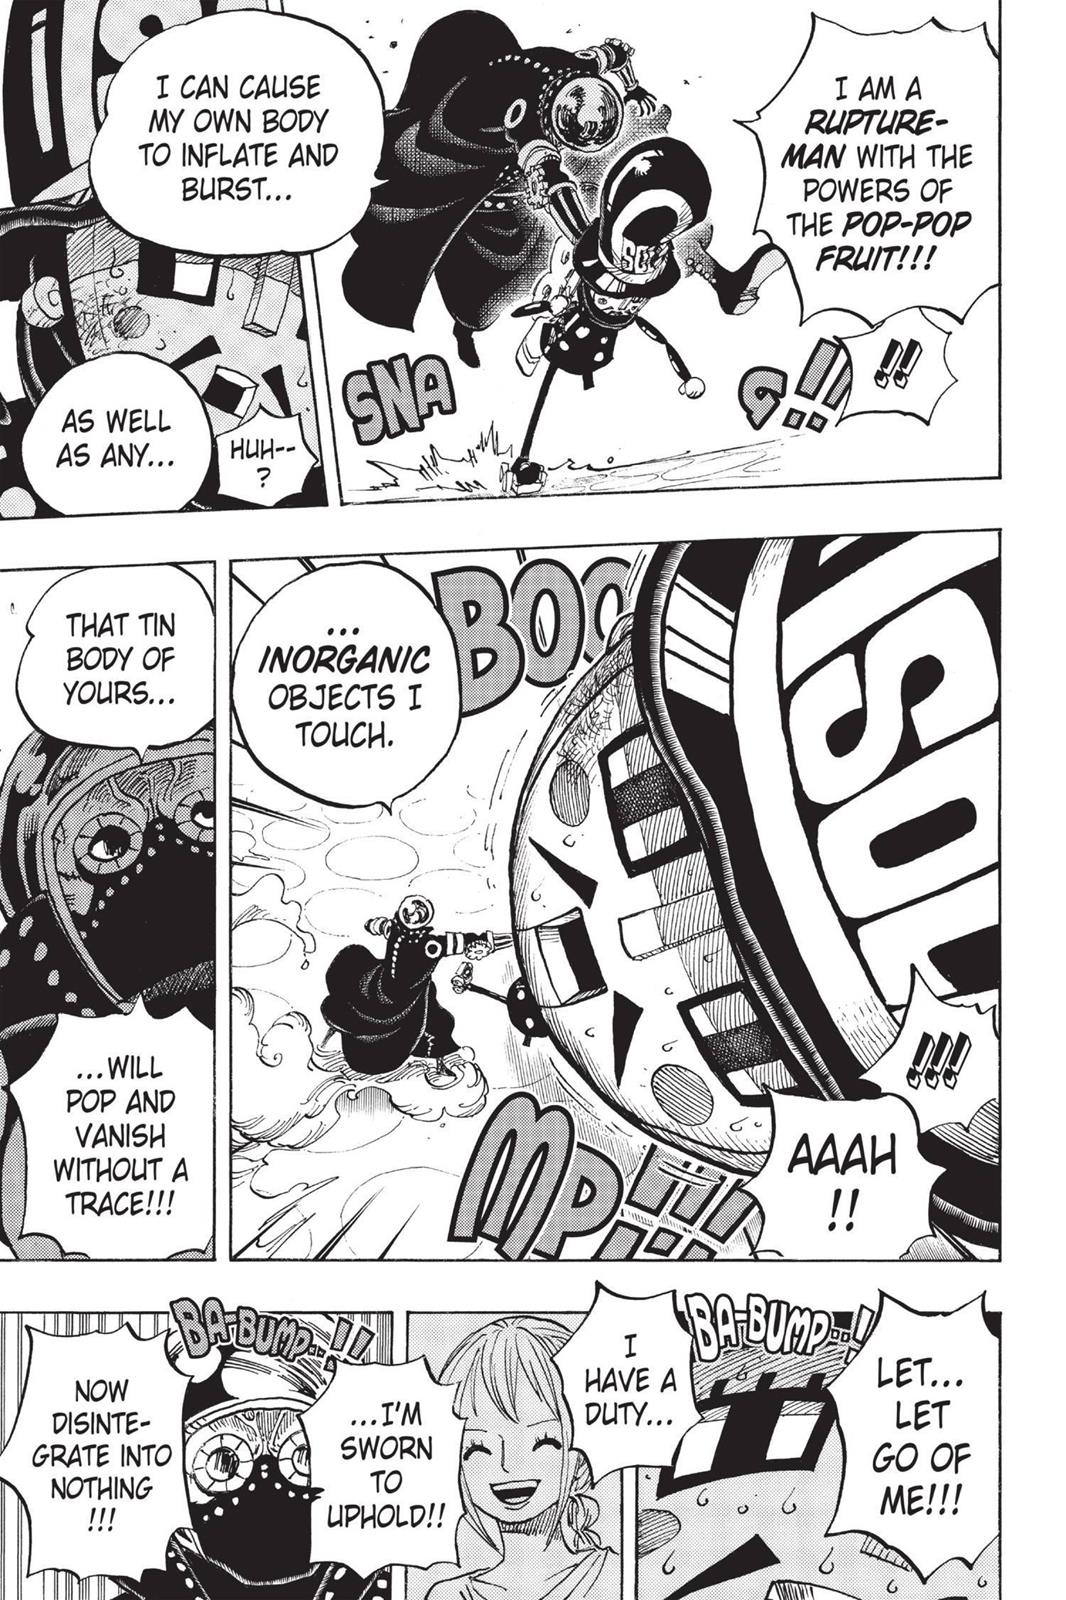 I AM A
RUPTURE-
MAN WITH THE
POWERS OF
THE POP-POP
FRUIT!!!
!!
!!
SNAG
I CAN CAUSE
MY OWN BODY
TO INFLATE AND
BURST...
HUH--
?
AS WELL
AS ANY...
...
INORGANIC
OBJECTS I
TOUCH.
BOO
MP!!!
SOL
!!!!
AAAH
!!
THAT TIN
BODY OF
YOURS...
...WILL
POP AND
VANISH
WITHOUT A
TRACE!!!
LET...
LET
GO OF
ME!!!
BA-BUMP..!!
I
HAVE A
DUTY...
...I'M
SWORN
TO
UPHOLD!!
BA-BUMP..!!
NOW
DISINTE-
GRATE INTO
NOTHING
!!!